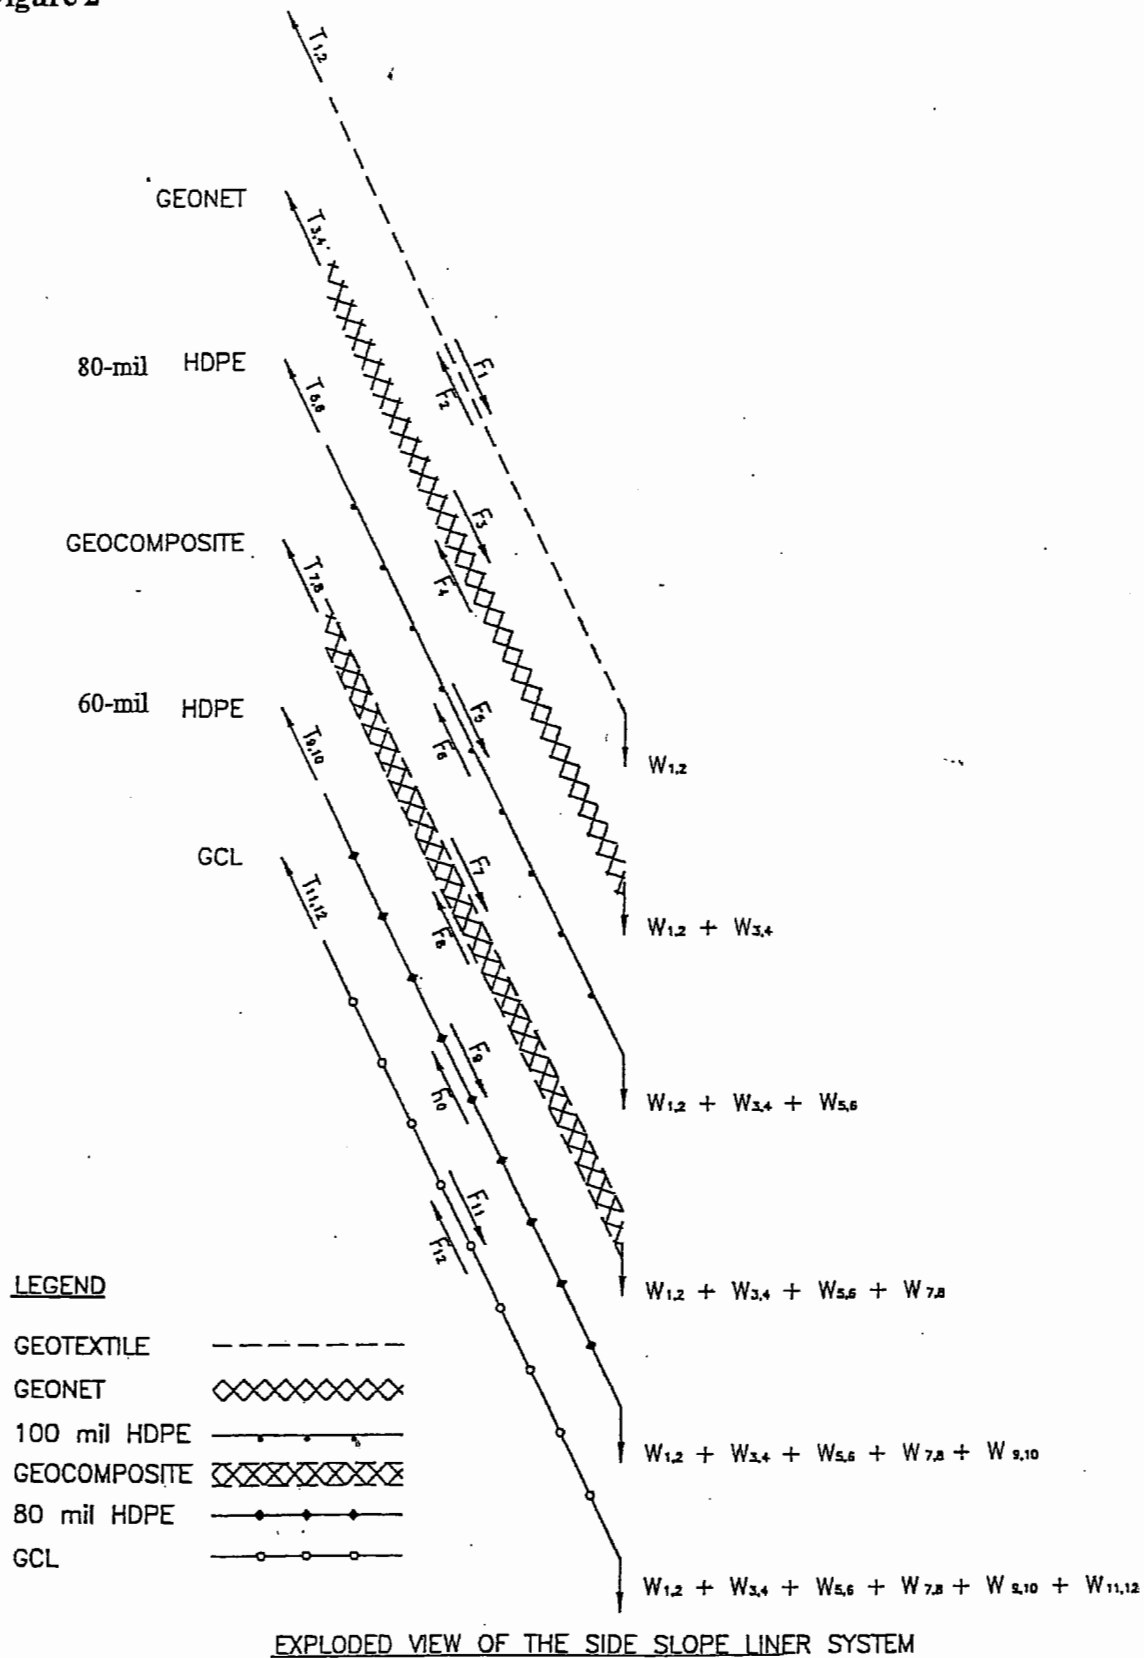 Figure 2
T1,2
GEONET
T3,4
80-mil HDPE
F1
F2
T5,6
F3
GEOCOMPOSITE
F4
T7,8
60-mil HDPE
F5
F6
T9,10
W1,2
GCL
F7
T11,12
F8
W1,2 + W3,4
F9
F10
W1,2 + W3,4 + W5,6
F11
F12
LEGEND
W1,2 + W3,4 + W5,6 + W7,8
GEOTEXTILE
GEONET
100 mil HDPE
W1,2 + W3,4 + W5,6 + W7,8 + W9,10
GEOCOMPOSITE
80 mil HDPE
GCL
W1,2 + W3,4 + W5,6 + W7,8 + W9,10 + W11,12
EXPLODED VIEW OF THE SIDE SLOPE LINER SYSTEM